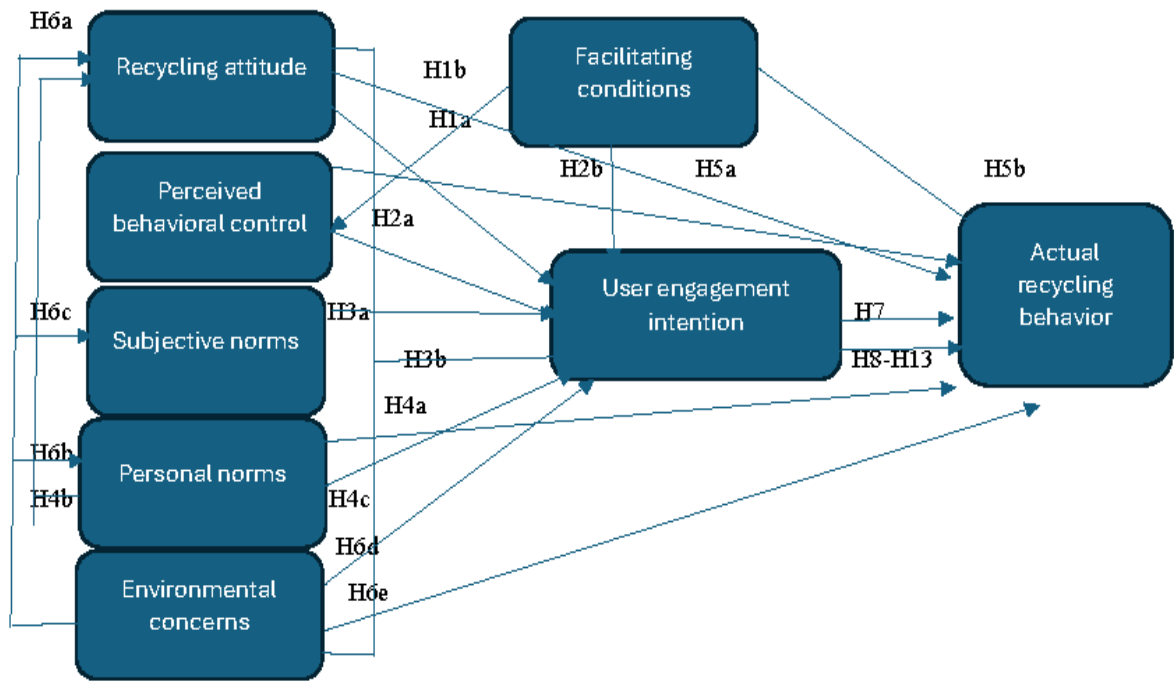 H6a
Recycling attitude
H1b
H1a
Facilitating
conditions
H2b
H5a
H5b
Perceived
behavioral control
H2a
User engagement
intention
Actual
recycling
behavior
H6c
Subjective norms
H3a
H3b
H7
H8-H13
H4a
H6b
H4b
Personal norms
H4c
H6d
Environmental
concerns
H6e